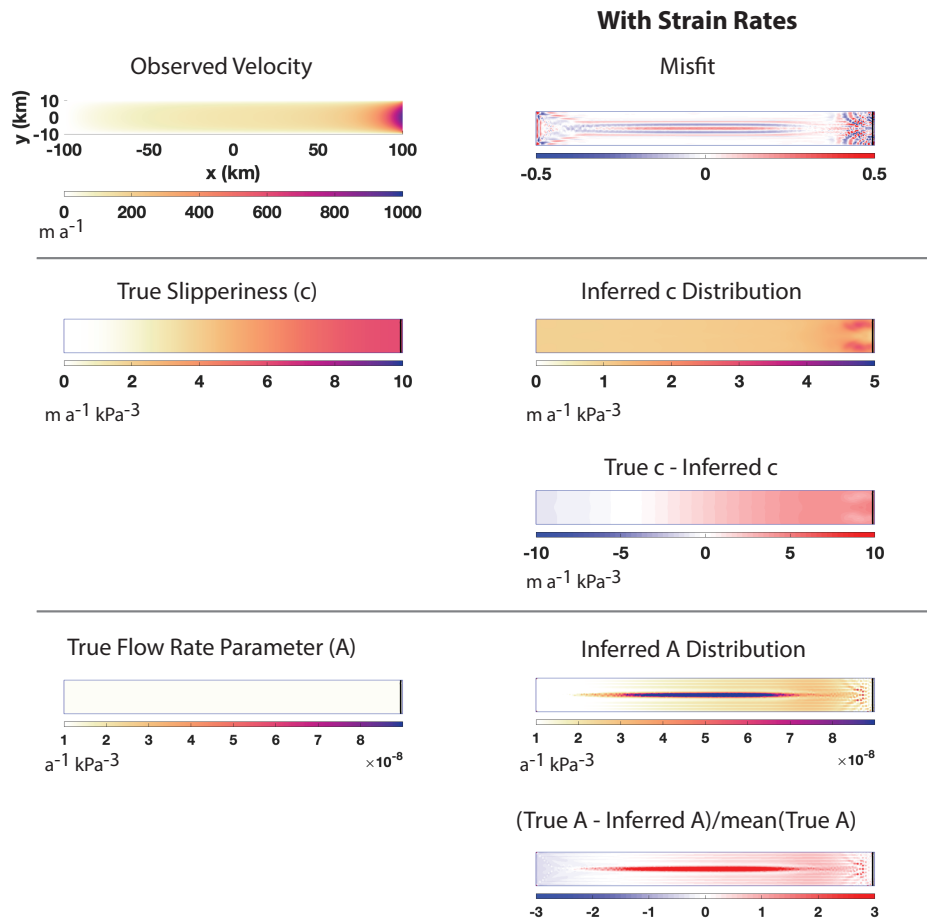 With Strain Rates
Observed Velocity
Misfit
y (km)
10
0
-10
-100 -50 0 50 100
x (km)
0 200 400 600 800 1000
m a⁻¹
-0.5 0 0.5
True Slipperiness (c)
Inferred c Distribution
0 2 4 6 8 10
m a⁻¹ kPa⁻³
0 1 2 3 4 5
m a⁻¹ kPa⁻³
True c - Inferred c
-10 -5 0 5 10
m a⁻¹ kPa⁻³
True Flow Rate Parameter (A)
Inferred A Distribution
1 2 3 4 5 6 7 8
a⁻¹ kPa⁻³
×10⁻⁸
1 2 3 4 5 6 7 8
a⁻¹ kPa⁻³
×10⁻⁸
(True A - Inferred A)/mean(True A)
-3 -2 -1 0 1 2 3